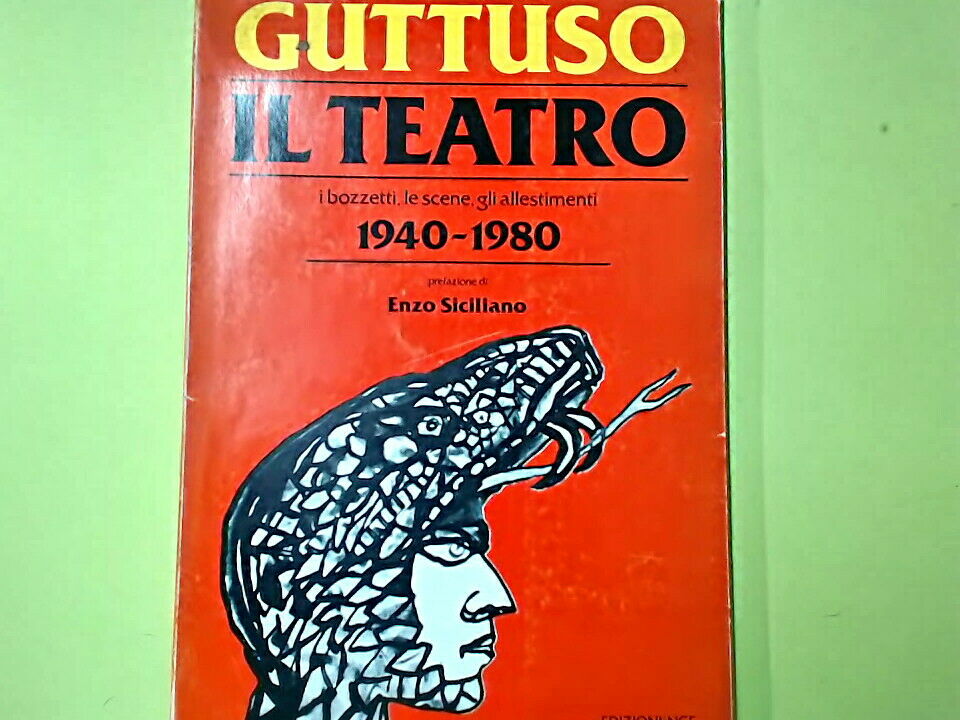 GUTTUSO
IL TEATRO
i bozzetti, le scene, gli allestimenti
1940-1980
prefazione di
Enzo Siciliano